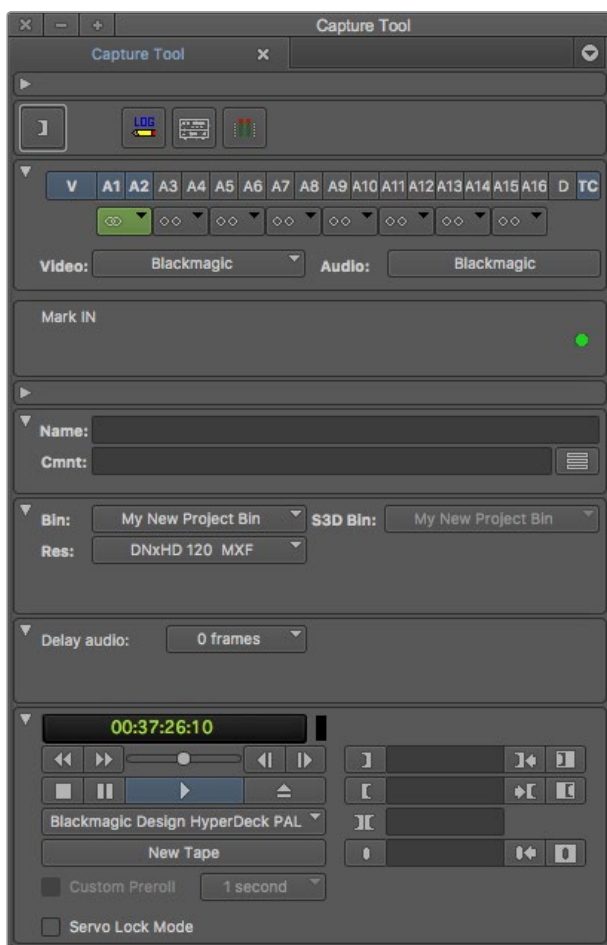 Capture Tool
Capture Tool
LOG
V A1 A2 A3 A4 A5 A6 A7 A8 A9 A10 A11 A12 A13 A14 A15 A16 D TC
Video: Blackmagic Audio: Blackmagic
Mark IN
Name:
Cmnt:
Bin: My New Project Bin S3D Bin: My New Project Bin
Res: DNxHD 120 MXF
Delay audio: 0 frames
00:37:26:10
Blackmagic Design HyperDeck PAL
New Tape
Custom Preroll 1 second
Servo Lock Mode